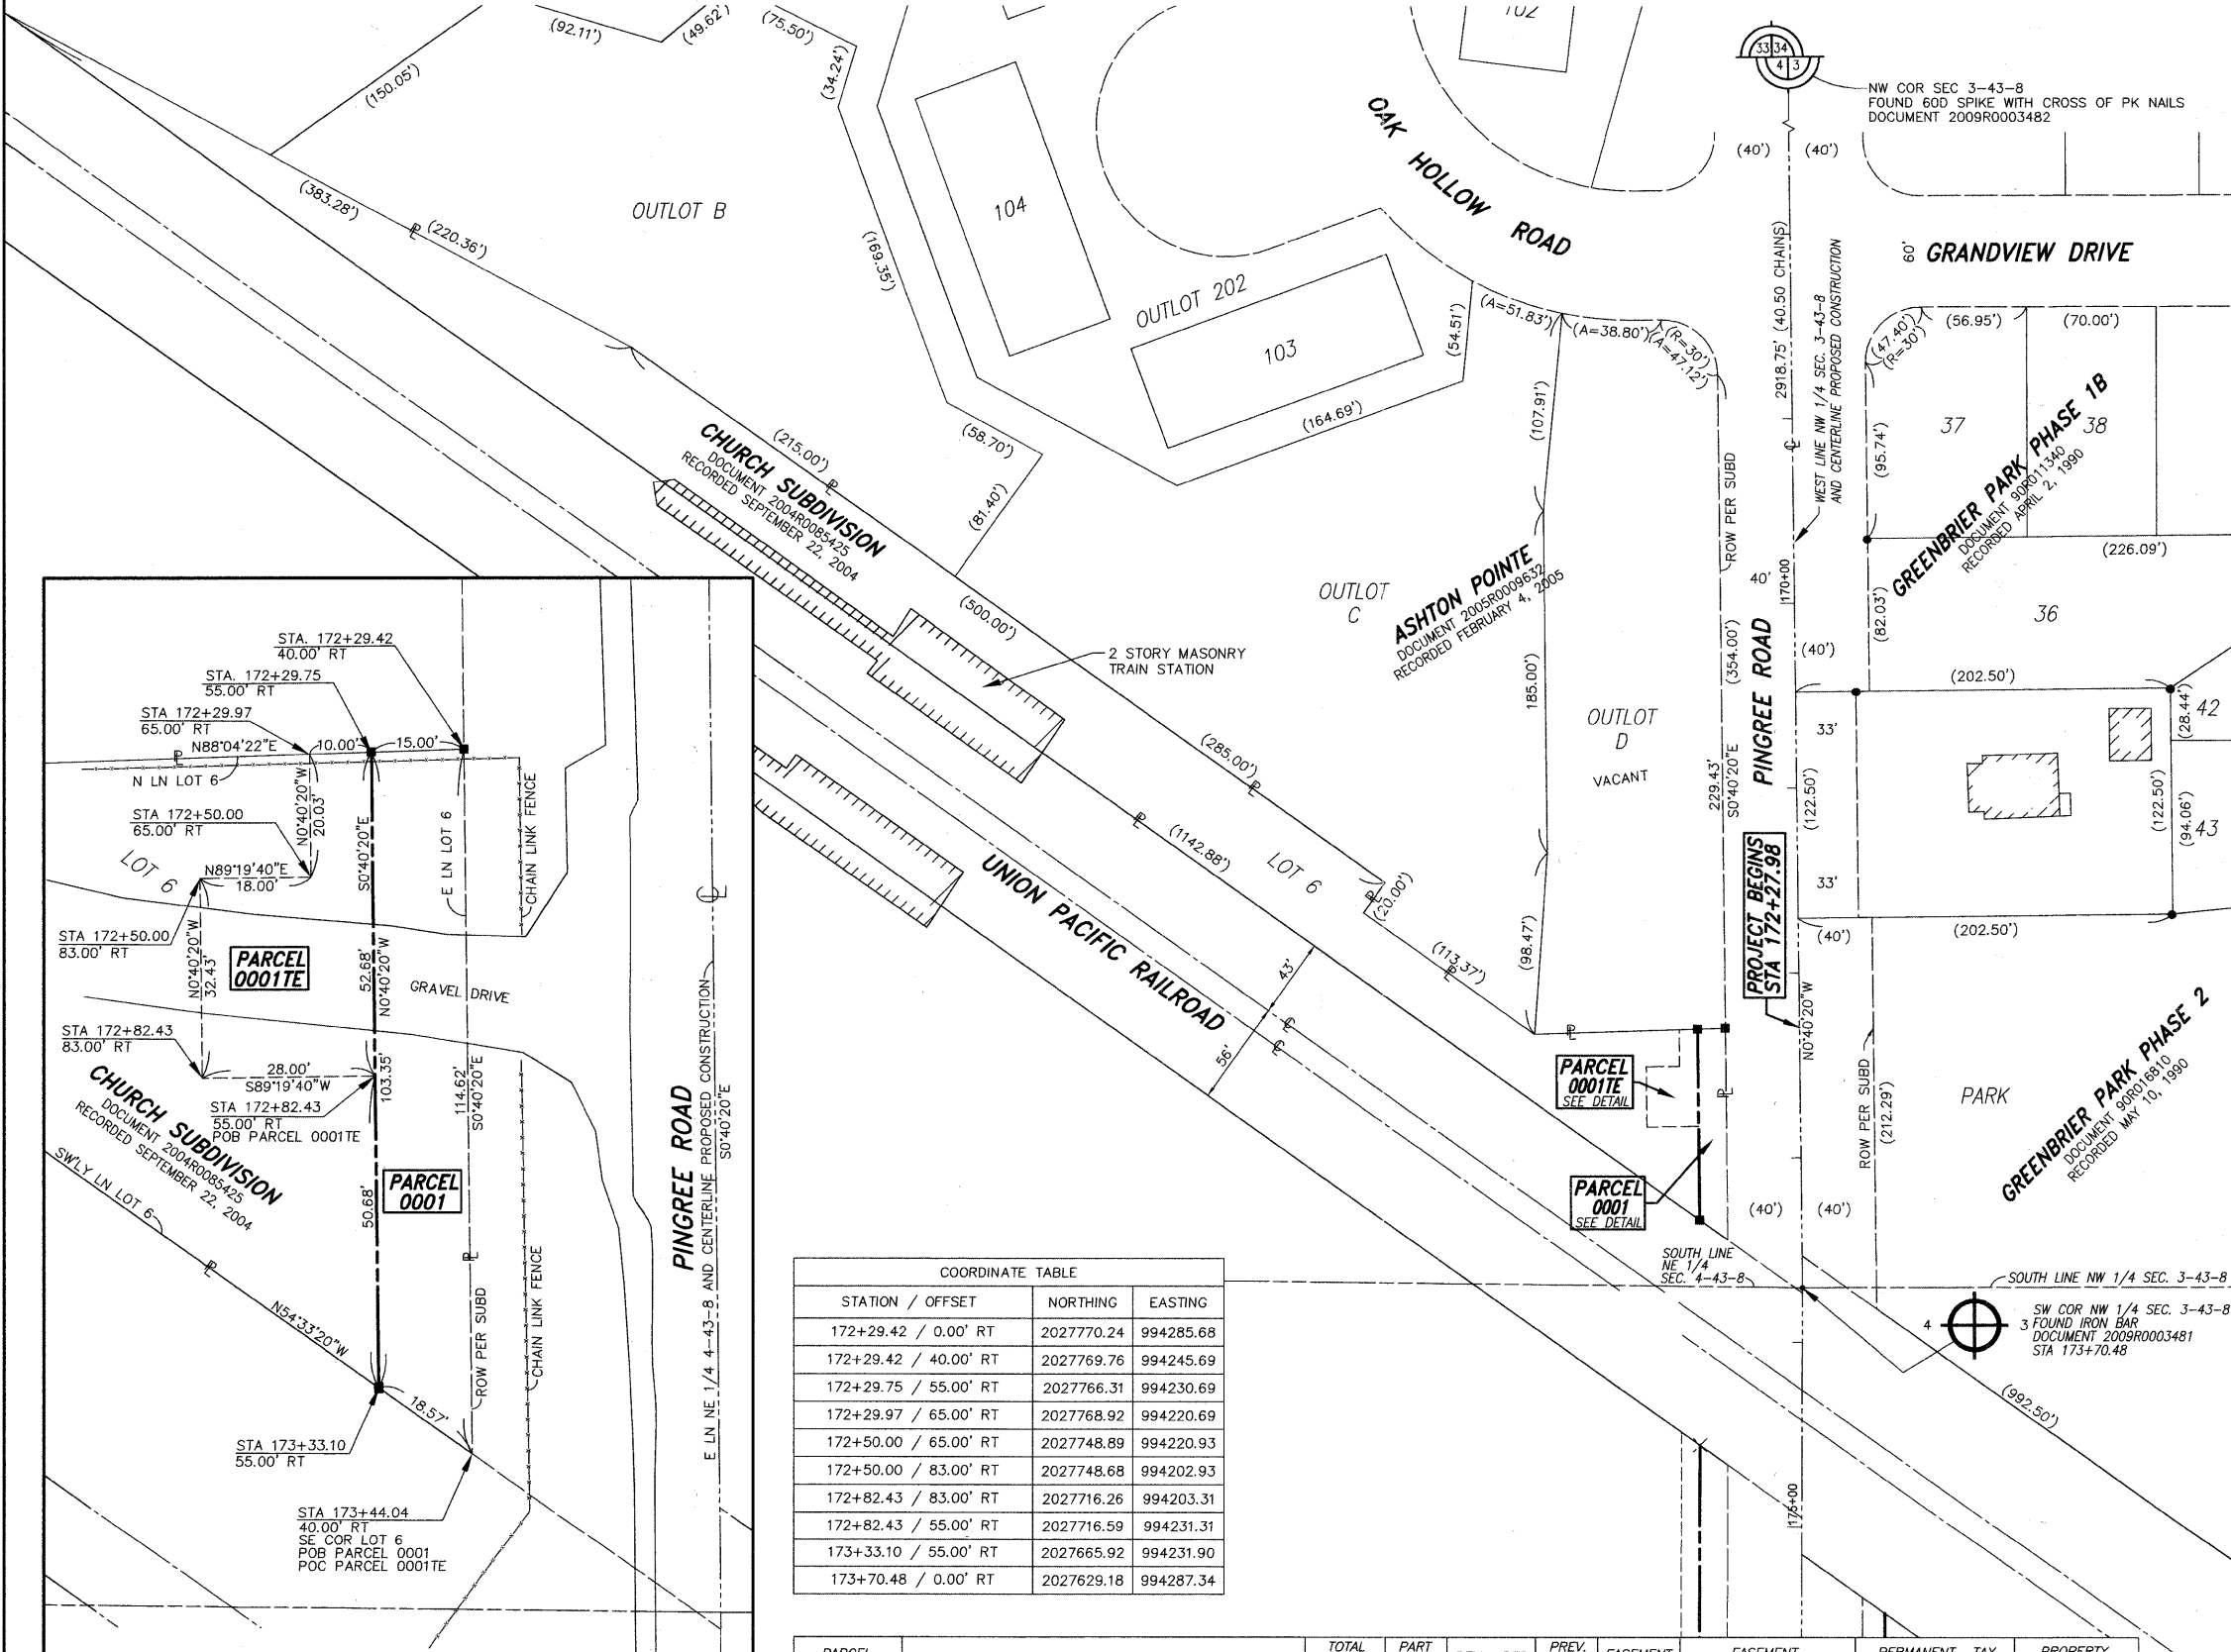 (92.11')
(49.62')
(75.50')
(34.24')
(150.05')
(383.28')
(220.36')
OUTLOT B
(169.35')
104
102
OAK HOLLOW ROAD
OUTLOT 202
103
(A=51.83')
(A=38.80')
(R=30')
(A=47.12')
(54.51')
(164.69')
(58.70')
(81.40')
(215.00')
33 34
4 3
NW COR SEC 3-43-8
FOUND 60D SPIKE WITH CROSS OF PK NAILS
DOCUMENT 2009R0003482
(40')
(40')
2918.75' (40.50 CHAINS)
WEST LINE NW 1/4 SEC. 3-43-8
AND CENTERLINE PROPOSED CONSTRUCTION
60'
GRANDVIEW DRIVE
(47.40')
(R=30')
(56.95')
(70.00')
37
38
(95.74')
GREENBRIER PARK PHASE 1B
DOCUMENT 90R011340
RECORDED APRIL 2, 1990
(226.09')
(82.03')
36
(202.50')
CHURCH SUBDIVISION
DOCUMENT 2004R0085425
RECORDED SEPTEMBER 22, 2004
(500.00')
2 STORY MASONRY
TRAIN STATION
(285.00')
(1142.88')
LOT 6
(20.00')
(113.37')
UNION PACIFIC RAILROAD
43'
56'
(107.91')
OUTLOT
C
ASHTON POINTE
DOCUMENT 2005R0009632
RECORDED FEBRUARY 4, 2005
185.00')
OUTLOT
D
VACANT
(98.47')
ROW PER SUBD
(354.00')
229.43'
S0°40'20"E
40'
170+00
PINGREE ROAD
(40')
33'
(122.50')
33'
(40')
(28.44')
42
(122.50')
(94.06')
43
(202.50')
PROJECT BEGINS
STA 172+27.98
N0°40'20"W
ROW PER SUBD
(212.29')
PARK
GREENBRIER PARK PHASE 2
DOCUMENT 90R016810
RECORDED MAY 10, 1990
PARCEL
0001TE
SEE DETAIL
PARCEL
0001
SEE DETAIL
(40')
(40')
SOUTH LINE
NE 1/4
SEC. 4-43-8
SOUTH LINE NW 1/4 SEC. 3-43-8
4
3
SW COR NW 1/4 SEC. 3-43-8
FOUND IRON BAR
DOCUMENT 2009R0003481
STA 173+70.48
(992.50')
175+00
STA. 172+29.42
40.00' RT
STA. 172+29.75
55.00' RT
STA 172+29.97
65.00' RT
N88°04'22"E
10.00'
15.00'
N LN LOT 6
N0°40'20"W
20.03'
STA 172+50.00
65.00' RT
LOT 6
N89°19'40"E
18.00'
S0°40'20"E
E LN LOT 6
CHAIN LINK FENCE
STA 172+50.00
83.00' RT
N0°40'20"W
32.43'
PARCEL
0001TE
52.68'
N0°40'20"W
GRAVEL DRIVE
STA 172+82.43
83.00' RT
28.00'
S89°19'40"W
STA 172+82.43
55.00' RT
POB PARCEL 0001TE
103.35'
114.62'
S0°40'20"E
CHURCH SUBDIVISION
DOCUMENT 2004R0085425
RECORDED SEPTEMBER 22, 2004
SW'LY LN LOT 6
50.68'
PARCEL
0001
N54°33'20"W
18.57'
ROW PER SUBD
CHAIN LINK FENCE
PINGREE ROAD
E LN NE 1/4 4-43-8 AND CENTERLINE PROPOSED CONSTRUCTION
S0°40'20"E
STA 173+33.10
55.00' RT
STA 173+44.04
40.00' RT
SE COR LOT 6
POB PARCEL 0001
POC PARCEL 0001TE
COORDINATE TABLE
STATION / OFFSET NORTHING EASTING
172+29.42 / 0.00' RT 2027770.24 994285.68
172+29.42 / 40.00' RT 2027769.76 994245.69
172+29.75 / 55.00' RT 2027766.31 994230.69
172+29.97 / 65.00' RT 2027768.92 994220.69
172+50.00 / 65.00' RT 2027748.89 994220.93
172+50.00 / 83.00' RT 2027748.68 994202.93
172+82.43 / 83.00' RT 2027716.26 994203.31
172+82.43 / 55.00' RT 2027716.59 994231.31
173+33.10 / 55.00' RT 2027665.92 994231.90
173+70.48 / 0.00' RT 2027629.18 994287.34
TOTAL PART PREV. EASEMENT EASEMENT PERMANENT TAX PROPERTY